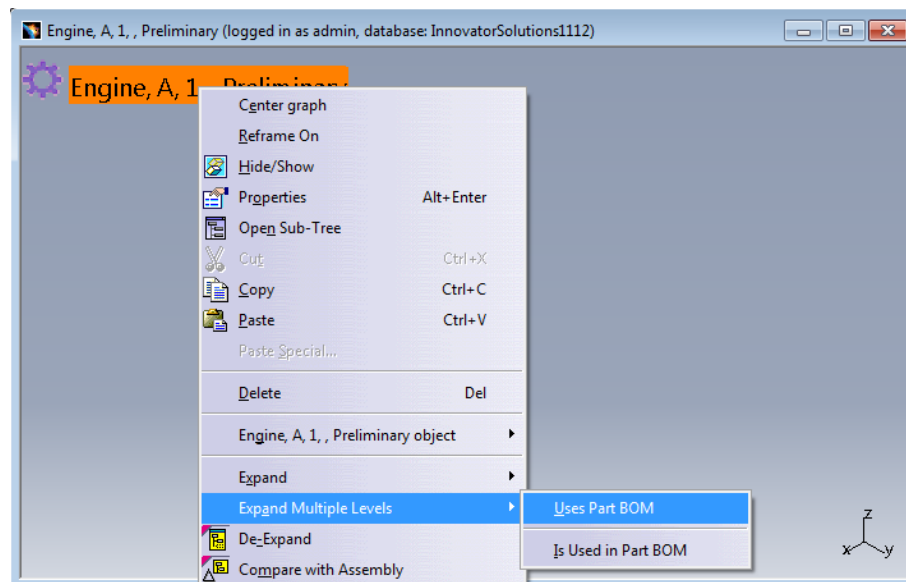 Engine, A, 1, , Preliminary (logged in as admin, database: InnovatorSolutions1112)
Engine, A, 1, , Preliminary
Center graph
Reframe On
Hide/Show
Properties Alt+Enter
Open Sub-Tree
Cut Ctrl+X
Copy Ctrl+C
Paste Ctrl+V
Paste Special...
Delete Del
Engine, A, 1, , Preliminary object
Expand
Expand Multiple Levels
Uses Part BOM
De-Expand
Is Used in Part BOM
Compare with Assembly
z
x
y